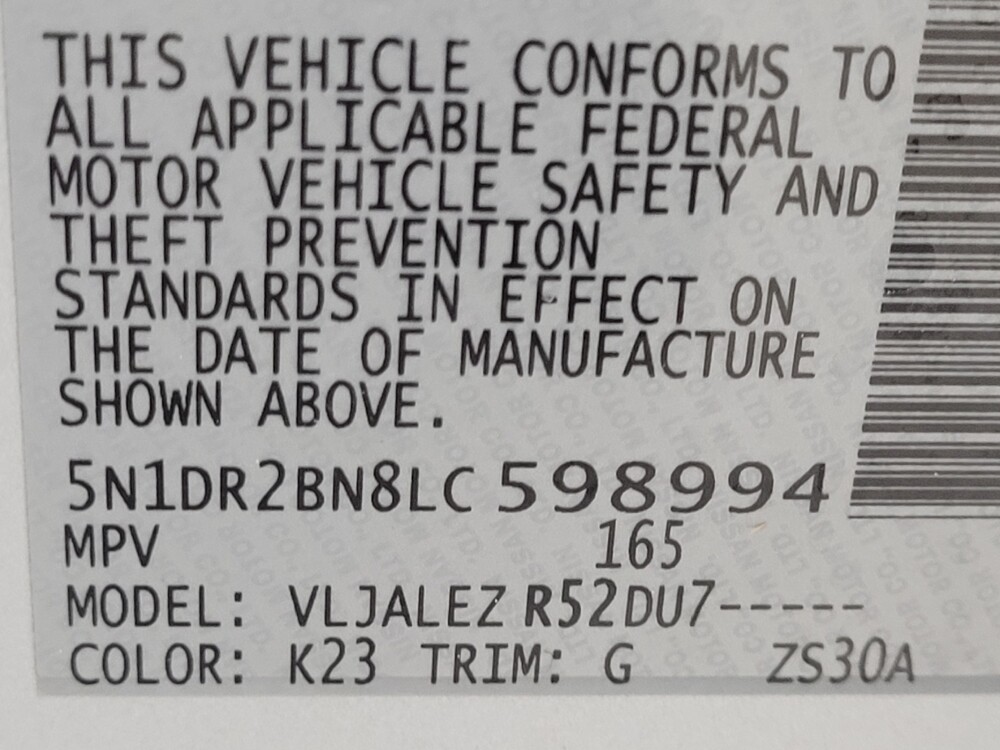 THIS VEHICLE CONFORMS TO
ALL APPLICABLE FEDERAL
MOTOR VEHICLE SAFETY AND
THEFT PREVENTION
STANDARDS IN EFFECT ON
THE DATE OF MANUFACTURE
SHOWN ABOVE.
5N1DR2BN8LC598994
MPV 165
MODEL: VLJALEZ R52DU7-----
COLOR: K23 TRIM: G ZS30A